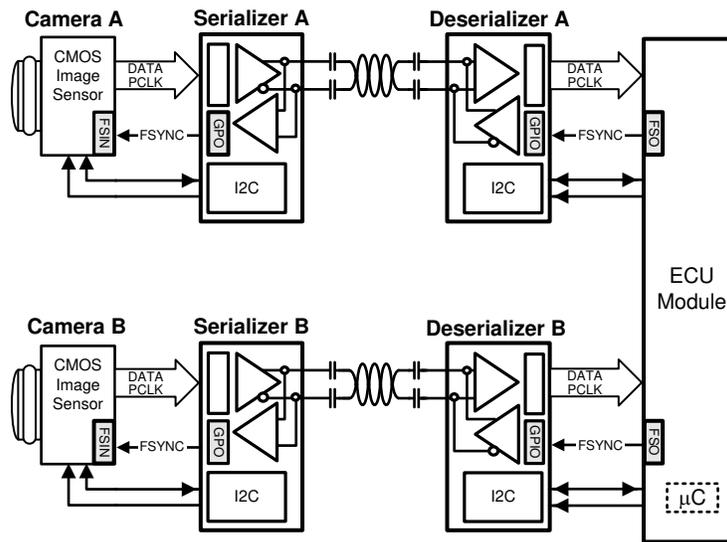 Camera A
Serializer A
Deserializer A
CMOS
Image
Sensor
DATA
PCLK
FSIN
FSYNC
GPO
I2C
DATA
PCLK
GPIO
FSYNC
FSO
I2C
ECU
Module
Camera B
Serializer B
Deserializer B
CMOS
Image
Sensor
DATA
PCLK
FSIN
FSYNC
GPO
I2C
DATA
PCLK
GPIO
FSYNC
FSO
I2C
μC